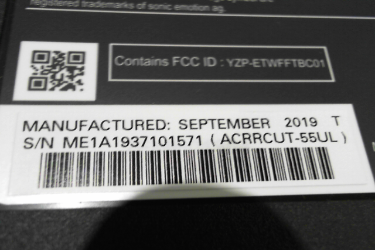 registered trademarks of sonic emotion ag.
Contains FCC ID : YZP-ETWFFTBC01
MANUFACTURED: SEPTEMBER 2019 T
S/N ME1A1937101571 ( ACRRCUT-55UL )